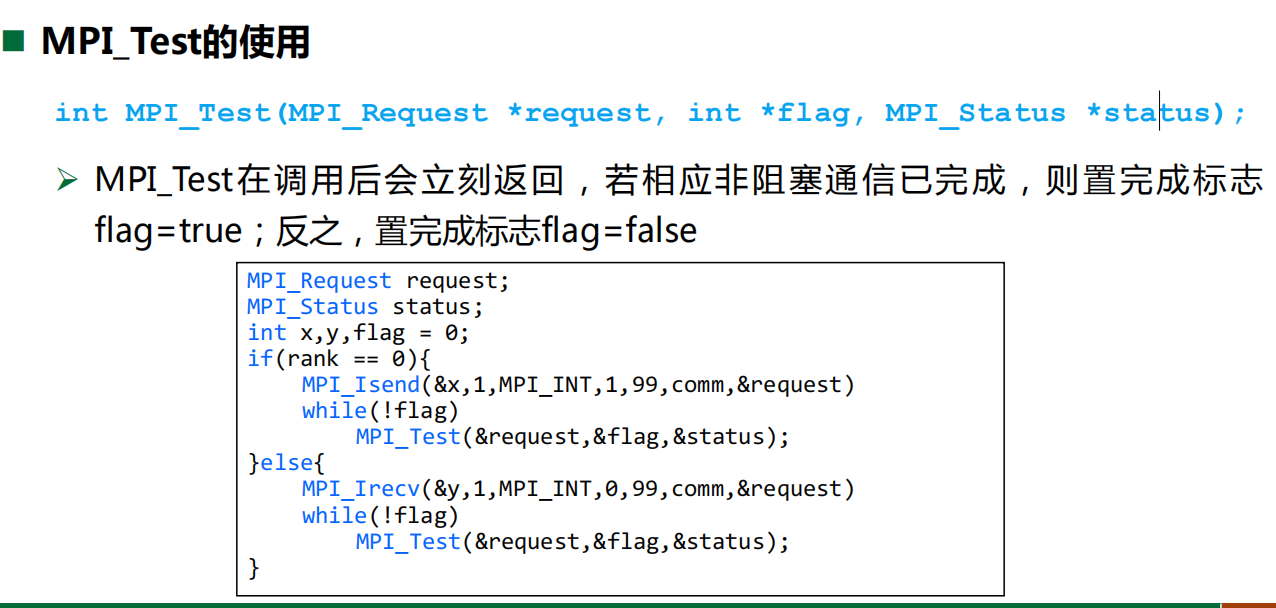 MPI_Test的使用
int MPI_Test(MPI_Request *request, int *flag, MPI_Status *status);
MPI_Test在调用后会立刻返回，若相应非阻塞通信已完成，则置完成标志
flag=true；反之，置完成标志flag=false
MPI_Request request;
MPI_Status status;
int x,y,flag = 0;
if(rank == 0){
    MPI_Isend(&x,1,MPI_INT,1,99,comm,&request)
    while(!flag)
        MPI_Test(&request,&flag,&status);
}else{
    MPI_Irecv(&y,1,MPI_INT,0,99,comm,&request)
    while(!flag)
        MPI_Test(&request,&flag,&status);
}